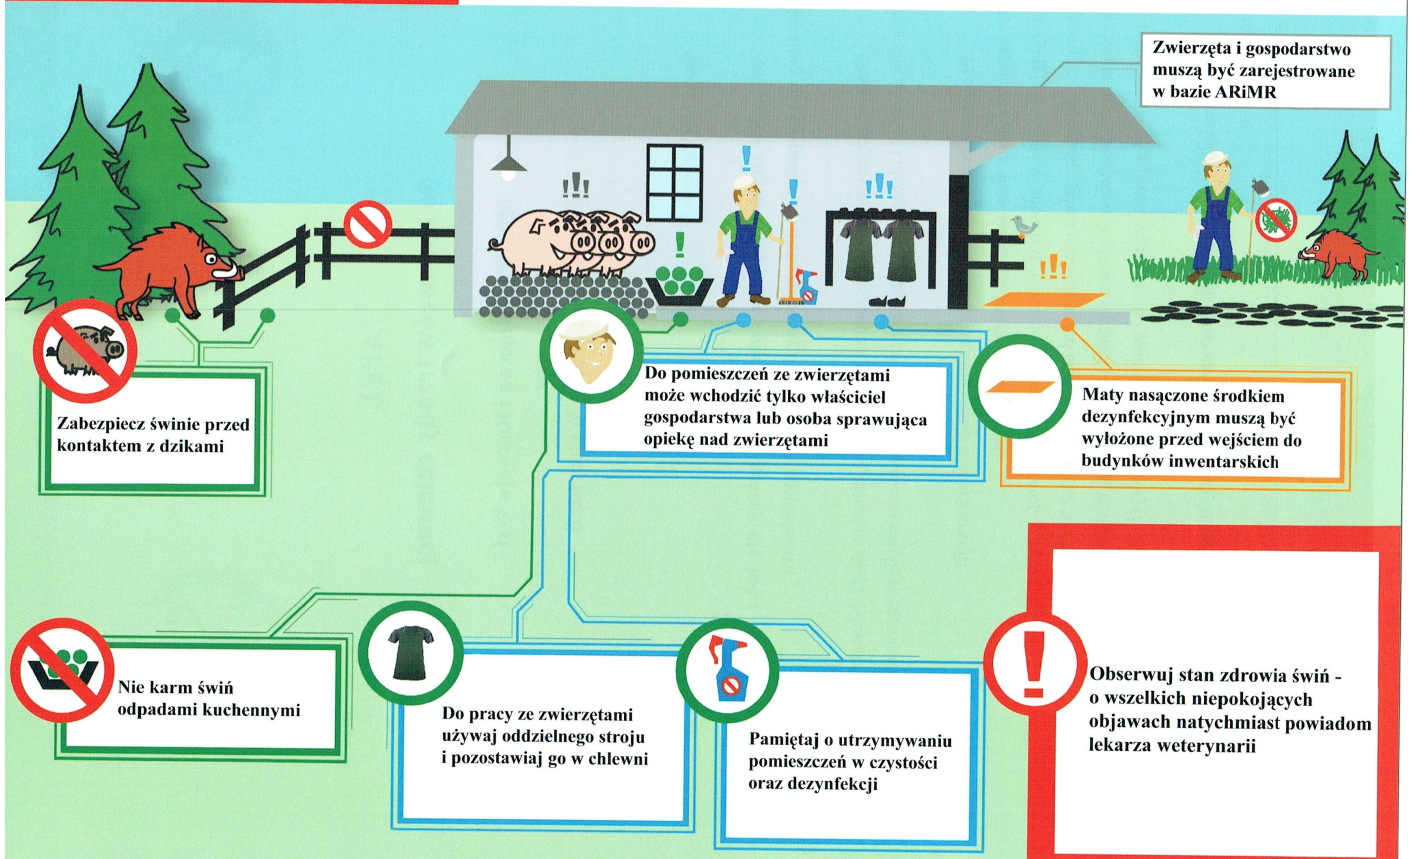 Zwierzęta i gospodarstwo
muszą być zarejestrowane
w bazie ARiMR
Zabezpiecz świnie przed
kontaktem z dzikami
Do pomieszczeń ze zwierzętami
może wchodzić tylko właściciel
gospodarstwa lub osoba sprawująca
opiekę nad zwierzętami
Maty nasączone środkiem
dezynfekcyjnym muszą być
wyłożone przed wejściem do
budynków inwentarskich
Nie karm świń
odpadami kuchennymi
Do pracy ze zwierzętami
używaj oddzielnego stroju
i pozostawiaj go w chlewni
Pamiętaj o utrzymywaniu
pomieszczeń w czystości
oraz dezynfekcji
Obserwuj stan zdrowia świń -
o wszelkich niepokojących
objawach natychmiast powiadom
lekarza weterynarii